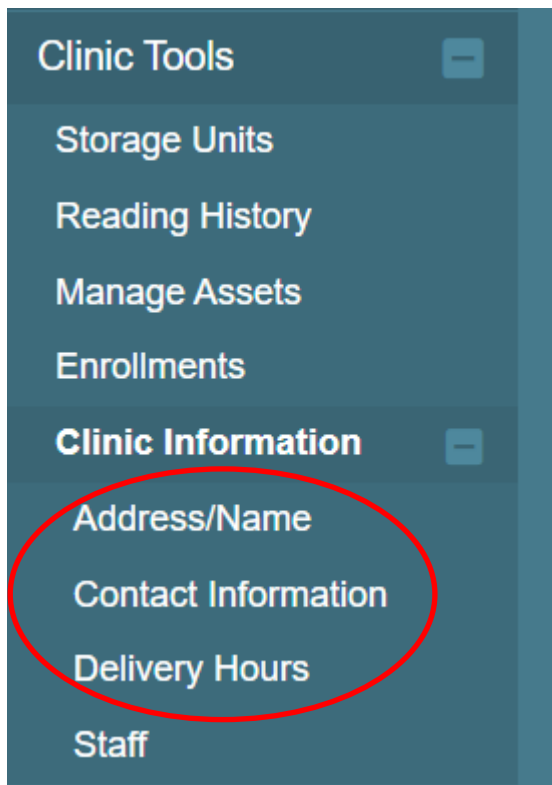 Clinic Tools
Storage Units
Reading History
Manage Assets
Enrollments
Clinic Information
Address/Name
Contact Information
Delivery Hours
Staff